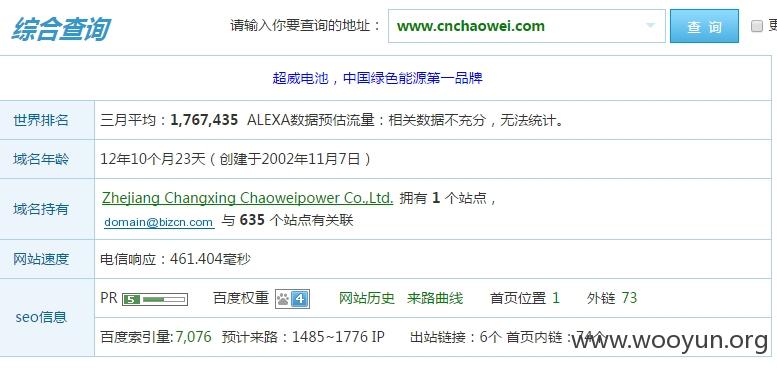 综合查询 请输入你要查询的地址： www.cnchaowei.com 查 询
超威电池，中国绿色能源第一品牌
世界排名 三月平均：1,767,435 ALEXA数据预估流量：相关数据不充分，无法统计。
域名年龄 12年10个月23天（创建于2002年11月7日）
域名持有 Zhejiang Changxing Chaoweipower Co.,Ltd. 拥有 1 个站点，
domain@bizcn.com 与 635 个站点有关联
网站速度 电信响应：461.404毫秒
seo信息 PR 5 百度权重 4 网站历史 来路曲线 首页位置 1 外链 73
百度索引量:7,076 预计来路：1485~1776 IP 出站链接：6个 首页内链：74个
www.wooyun.org